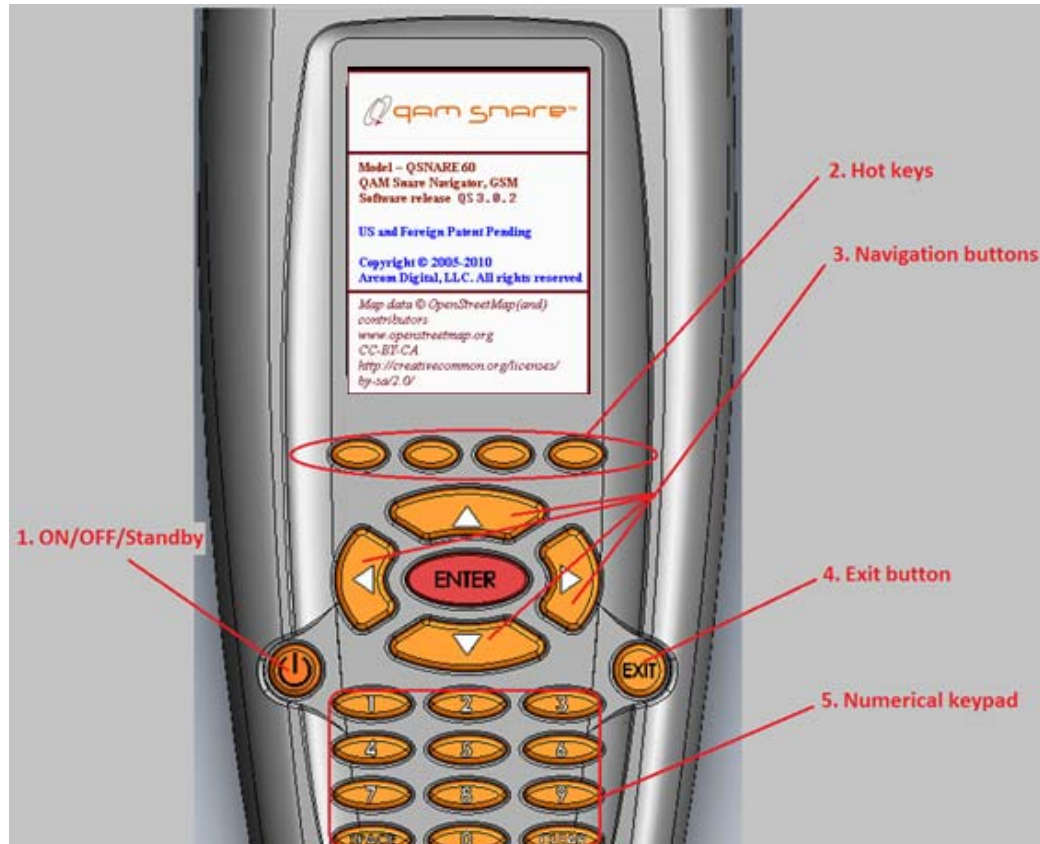 qam snare™
Model – QSNARE 60
QAM Snare Navigator, GSM
Software release QS 3.0.2
US and Foreign Patent Pending
Copyright © 2005-2010
Arcom Digital, LLC. All rights reserved
Map data © OpenStreetMap(and)
contributors
www.openstreetmap.org
CC-BY-CA
http://creativecommon.org/licenses/
by-sa/2.0/
2. Hot keys
3. Navigation buttons
1. ON/OFF/Standby
ENTER
4. Exit button
EXIT
5. Numerical keypad
1 2 3
4 5 6
7 8 9
SPACE 0